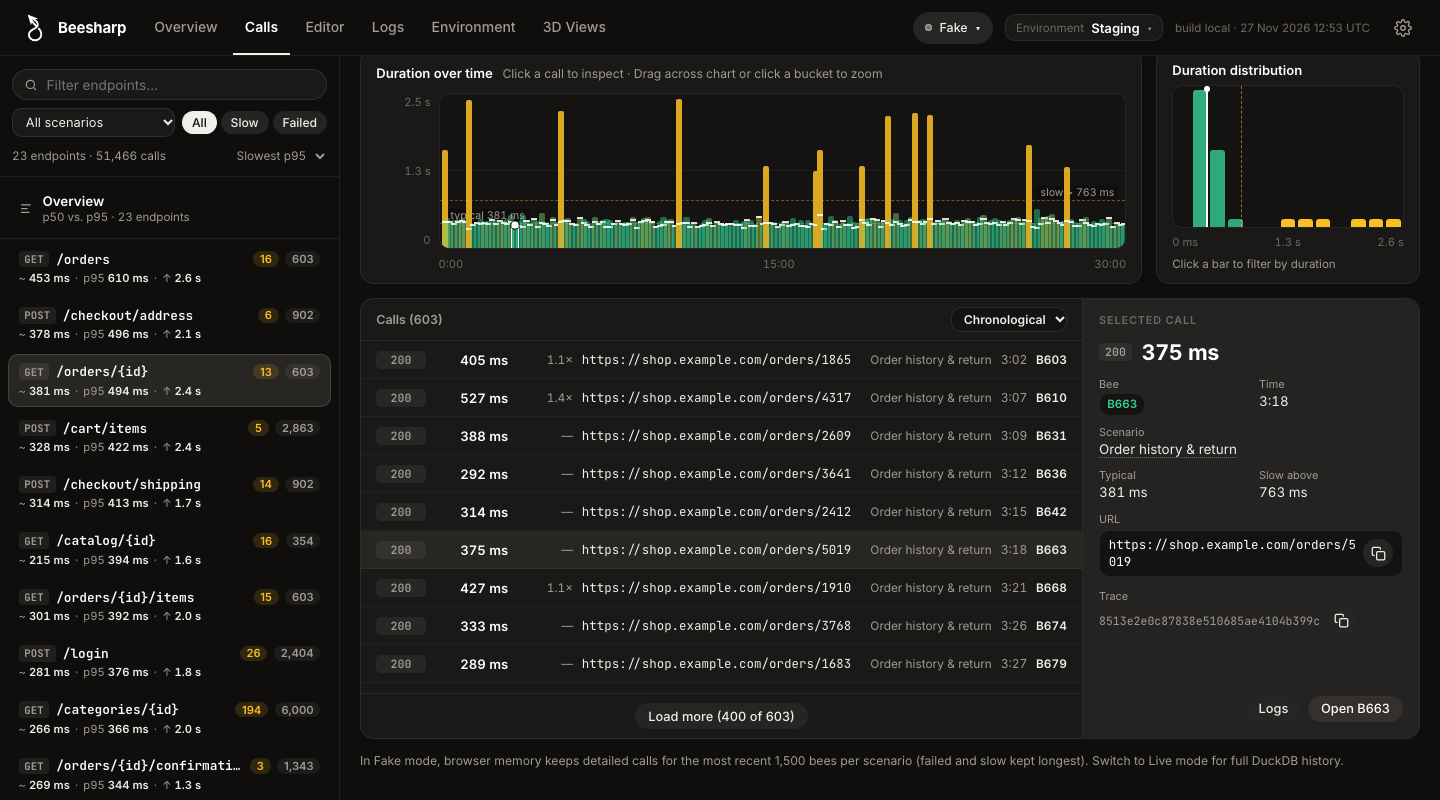 Beesharp Overview Calls Editor Logs Environment 3D Views Fake Environment Staging build local · 27 Nov 2026 12:53 UTC
Filter endpoints...
All scenarios All Slow Failed
23 endpoints · 51,466 calls Slowest p95
Overview
p50 vs. p95 · 23 endpoints
GET /orders 16 603
~ 453 ms · p95 610 ms · ↑ 2.6 s
POST /checkout/address 6 902
~ 378 ms · p95 496 ms · ↑ 2.1 s
GET /orders/{id} 13 603
~ 381 ms · p95 494 ms · ↑ 2.4 s
POST /cart/items 5 2,863
~ 328 ms · p95 422 ms · ↑ 2.4 s
POST /checkout/shipping 14 902
~ 314 ms · p95 413 ms · ↑ 1.7 s
GET /catalog/{id} 16 354
~ 215 ms · p95 394 ms · ↑ 1.6 s
GET /orders/{id}/items 15 603
~ 301 ms · p95 392 ms · ↑ 2.0 s
POST /login 26 2,404
~ 281 ms · p95 376 ms · ↑ 1.8 s
GET /categories/{id} 194 6,000
~ 266 ms · p95 366 ms · ↑ 2.0 s
GET /orders/{id}/confirmati… 3 1,343
~ 269 ms · p95 344 ms · ↑ 1.3 s
Duration over time Click a call to inspect · Drag across chart or click a bucket to zoom
2.5 s
1.3 s
0
slow · 763 ms
typical 381 ms
0:00 15:00 30:00
Duration distribution
0 ms 1.3 s 2.6 s
Click a bar to filter by duration
Calls (603) Chronological
200 405 ms 1.1× https://shop.example.com/orders/1865 Order history & return 3:02 B603
200 527 ms 1.4× https://shop.example.com/orders/4317 Order history & return 3:07 B610
200 388 ms — https://shop.example.com/orders/2609 Order history & return 3:09 B631
200 292 ms — https://shop.example.com/orders/3641 Order history & return 3:12 B636
200 314 ms — https://shop.example.com/orders/2412 Order history & return 3:15 B642
200 375 ms — https://shop.example.com/orders/5019 Order history & return 3:18 B663
200 427 ms 1.1× https://shop.example.com/orders/1910 Order history & return 3:21 B668
200 333 ms — https://shop.example.com/orders/3768 Order history & return 3:26 B674
200 289 ms — https://shop.example.com/orders/1683 Order history & return 3:27 B679
Load more (400 of 603)
SELECTED CALL
200 375 ms
Bee Time
B663 3:18
Scenario
Order history & return
Typical Slow above
381 ms 763 ms
URL
https://shop.example.com/orders/5
019
Trace
8513e2e0c87838e510685ae4104b399c
Logs Open B663
In Fake mode, browser memory keeps detailed calls for the most recent 1,500 bees per scenario (failed and slow kept longest). Switch to Live mode for full DuckDB history.